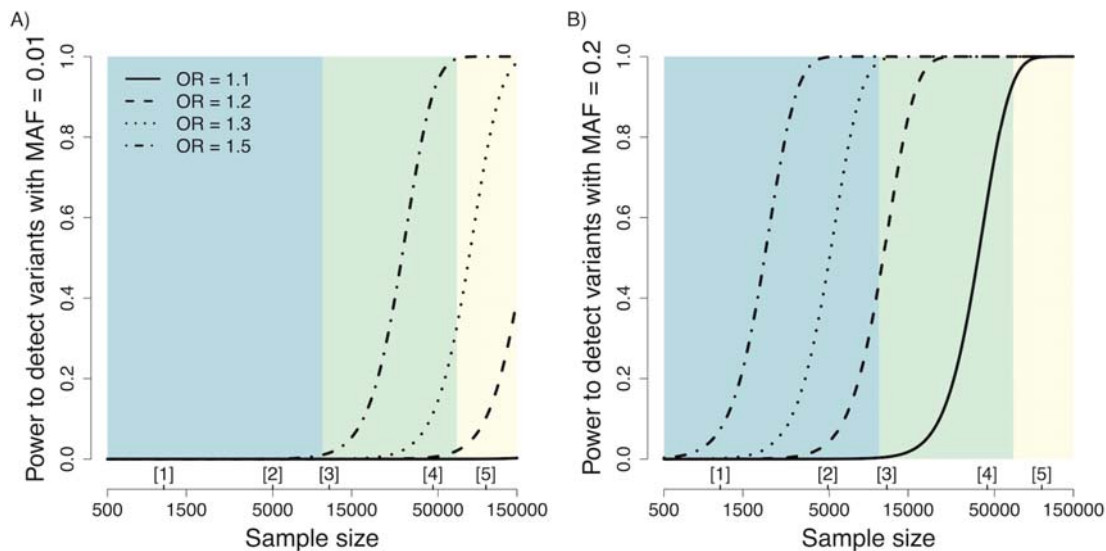 A)
Power to detect variants with MAF = 0.01
1.0
0.8
0.6
0.4
0.2
0.0
OR = 1.1
OR = 1.2
OR = 1.3
OR = 1.5
[1] [2] [3] [4] [5]
500 1500 5000 15000 50000 150000
Sample size
B)
Power to detect variants with MAF = 0.2
1.0
0.8
0.6
0.4
0.2
0.0
[1] [2] [3] [4] [5]
500 1500 5000 15000 50000 150000
Sample size